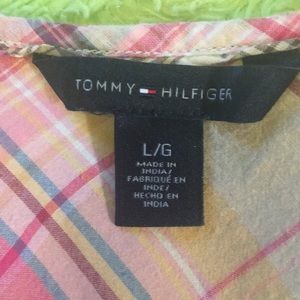 TOMMY HILFIGER
L/G
MADE IN
INDIA/
FABRIQUÉ EN
INDE/
HECHO EN
INDIA